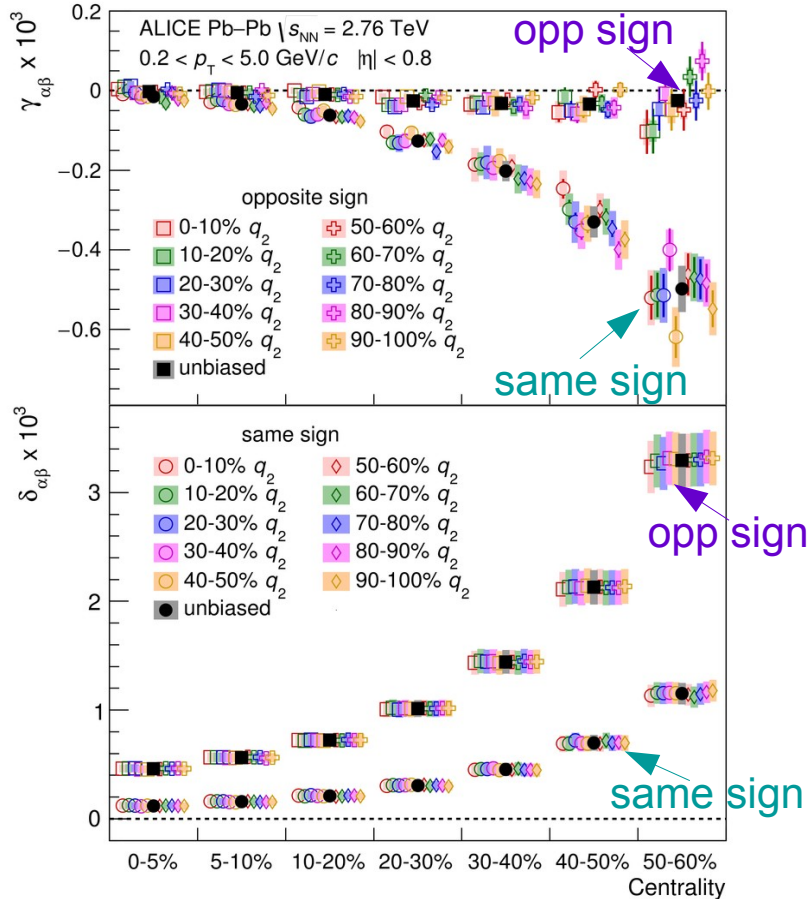 γαβ x 10³
0.2
0
−0.2
−0.4
−0.6
ALICE Pb–Pb √sNN = 2.76 TeV
0.2 < pT < 5.0 GeV/c |η| < 0.8
opp sign
opposite sign
0-10% q2
10-20% q2
20-30% q2
30-40% q2
40-50% q2
unbiased
50-60% q2
60-70% q2
70-80% q2
80-90% q2
90-100% q2
same sign
δαβ x 10³
3
2
1
0
same sign
0-10% q2
10-20% q2
20-30% q2
30-40% q2
40-50% q2
unbiased
50-60% q2
60-70% q2
70-80% q2
80-90% q2
90-100% q2
opp sign
same sign
0-5% 5-10% 10-20% 20-30% 30-40% 40-50% 50-60%
Centrality